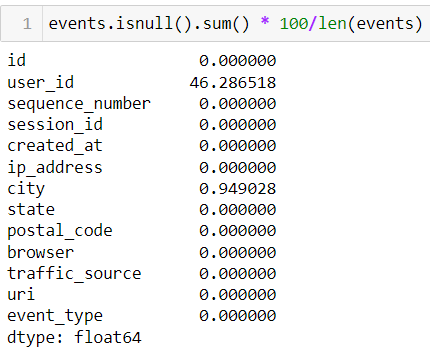 1 events.isnull().sum() * 100/len(events)
id 0.000000
user_id 46.286518
sequence_number 0.000000
session_id 0.000000
created_at 0.000000
ip_address 0.000000
city 0.949028
state 0.000000
postal_code 0.000000
browser 0.000000
traffic_source 0.000000
uri 0.000000
event_type 0.000000
dtype: float64